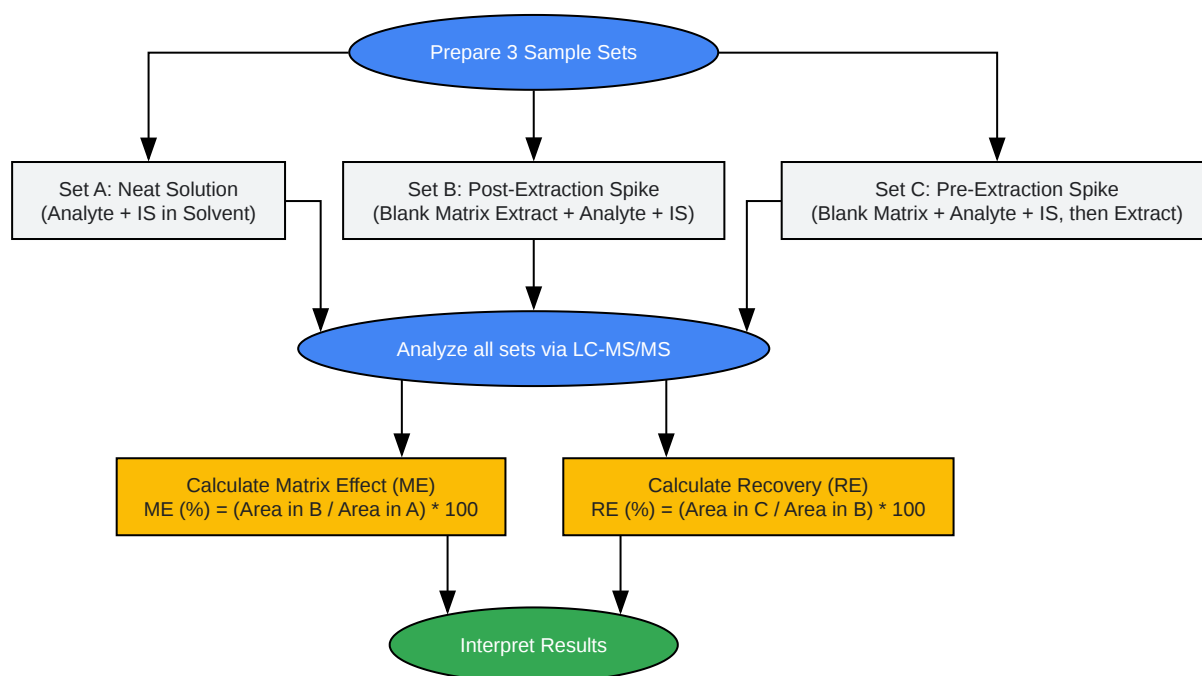 Prepare 3 Sample Sets
Set A: Neat Solution
(Analyte + IS in Solvent)
Set B: Post-Extraction Spike
(Blank Matrix Extract + Analyte + IS)
Set C: Pre-Extraction Spike
(Blank Matrix + Analyte + IS, then Extract)
Analyze all sets via LC-MS/MS
Calculate Matrix Effect (ME)
ME (%) = (Area in B / Area in A) * 100
Calculate Recovery (RE)
RE (%) = (Area in C / Area in B) * 100
Interpret Results